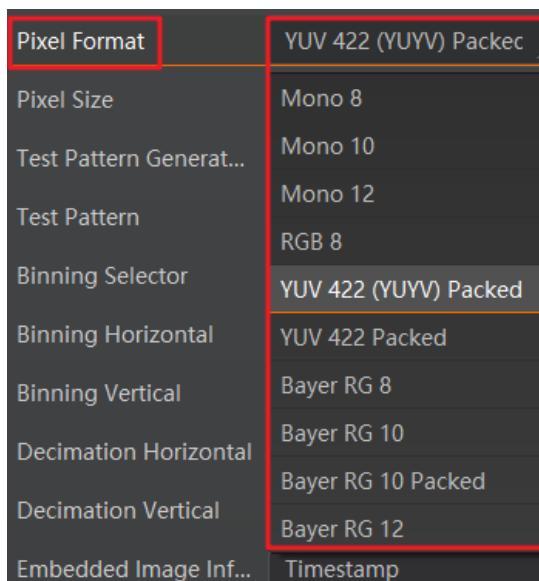 Pixel Format YUV 422 (YUYV) Packec
Pixel Size
Mono 8
Test Pattern Generat...
Mono 10
Mono 12
Test Pattern
RGB 8
Binning Selector
YUV 422 (YUYV) Packed
Binning Horizontal
YUV 422 Packed
Binning Vertical
Bayer RG 8
Bayer RG 10
Decimation Horizontal
Bayer RG 10 Packed
Decimation Vertical
Bayer RG 12
Embedded Image Inf... Timestamp